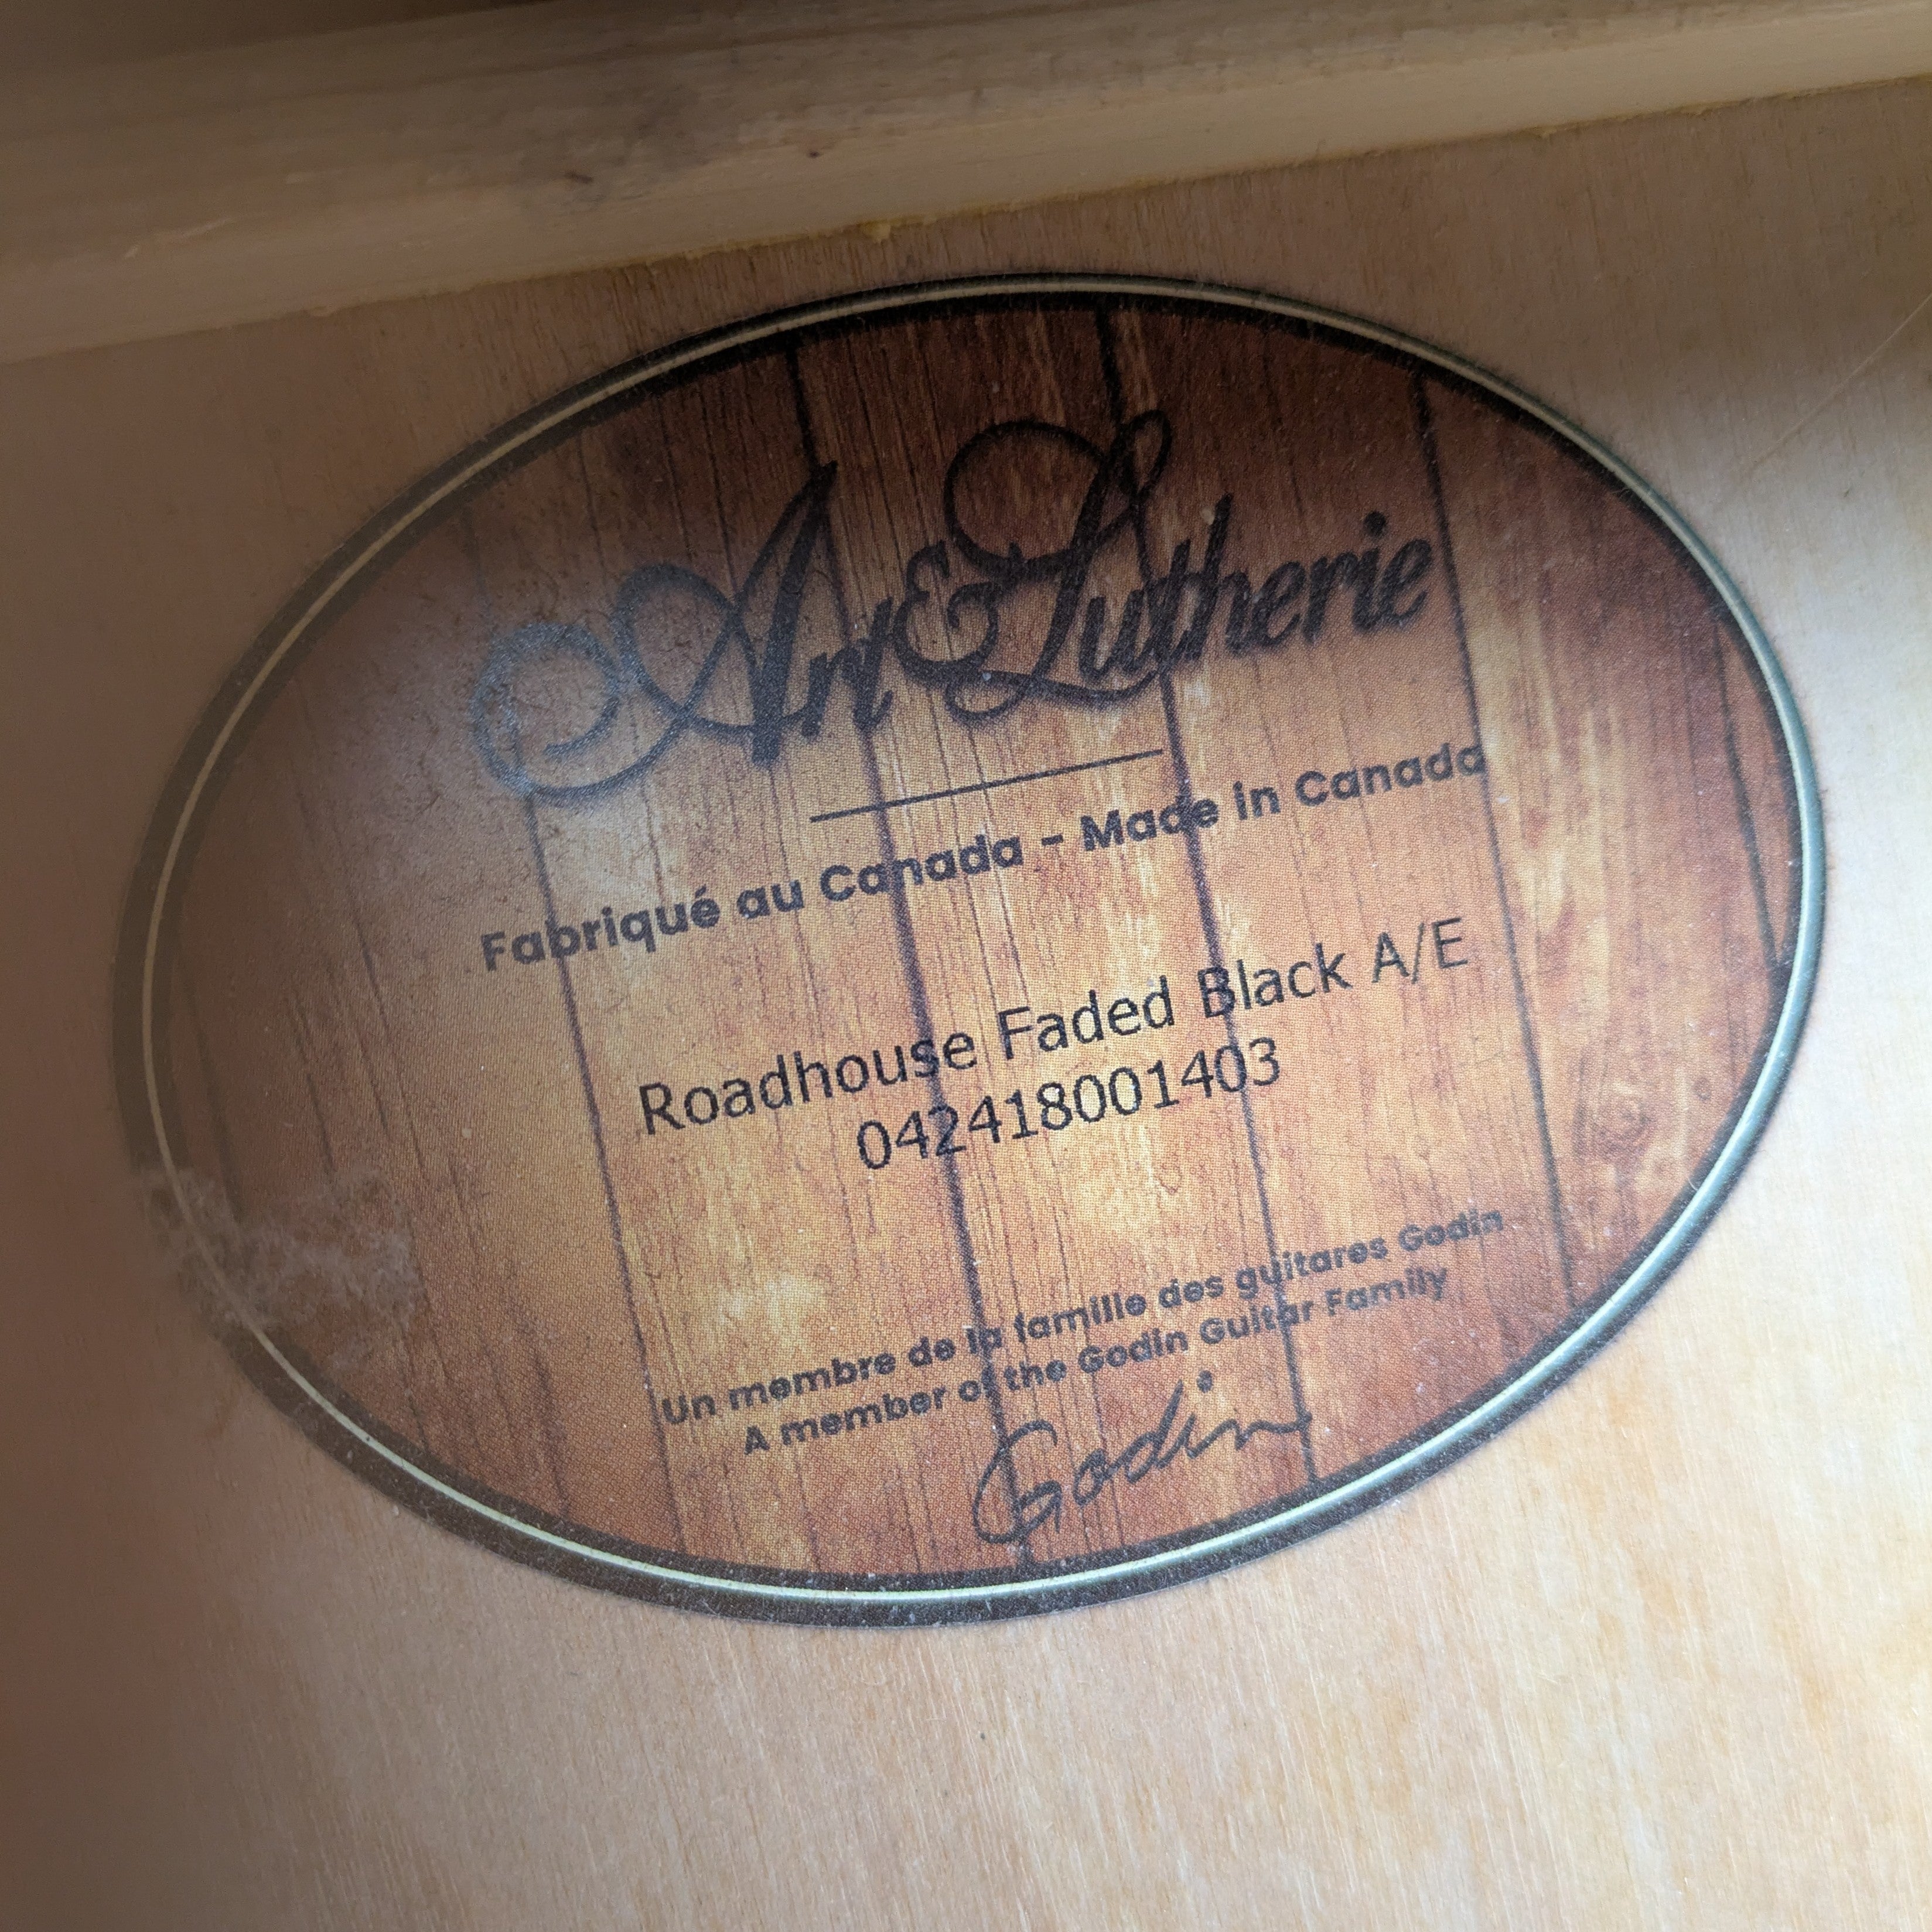 Art & Lutherie
Fabriqué au Canada - Made in Canada
Roadhouse Faded Black A/E
042418001403
Un membre de la famille des guitares Godin
A member of the Godin Guitar Family
Godin